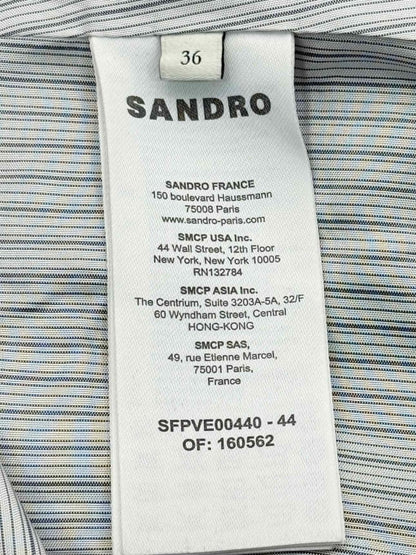 36
SANDRO
SANDRO FRANCE
150 boulevard Haussmann
75008 Paris
www.sandro-paris.com
SMCP USA Inc.
44 Wall Street, 12th Floor
New York, New York 10005
RN132784
SMCP ASIA Inc.
The Centrium, Suite 3203A-5A, 32/F
60 Wyndham Street, Central
HONG-KONG
SMCP SAS,
49, rue Etienne Marcel,
75001 Paris,
France
SFPVE00440 - 44
OF: 160562